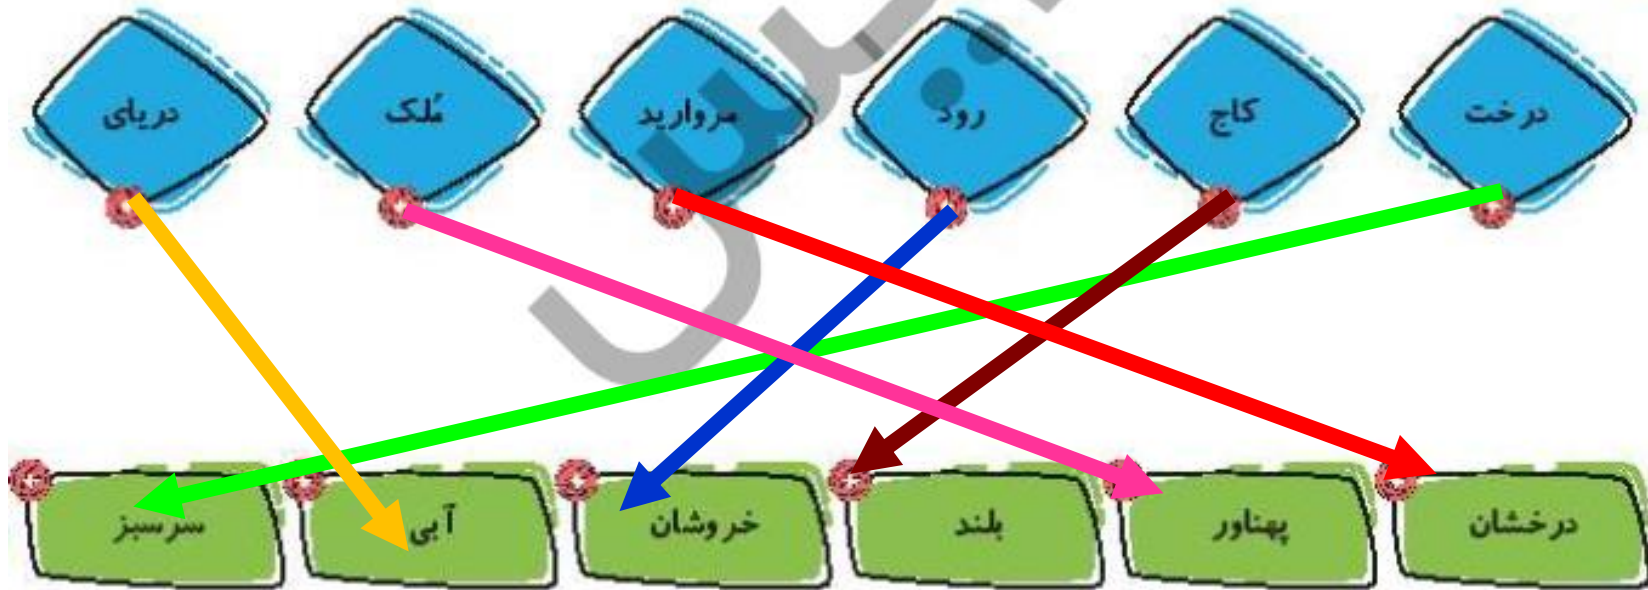 درخت کاج رود مروارید مُلک دریای
درخشان پهناور بلند خروشان آبی سرسبز